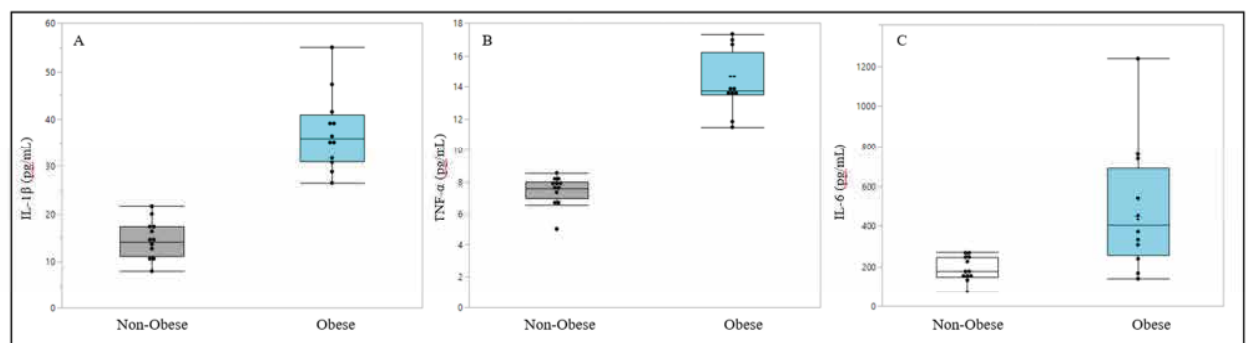 A
IL-1β (pg/mL)
60
50
40
30
20
10
0
Non-Obese
Obese
B
TNF-α (pg/mL)
18
16
14
12
10
8
6
4
2
0
Non-Obese
Obese
C
IL-6 (pg/mL)
1200
1000
800
600
400
200
0
Non-Obese
Obese